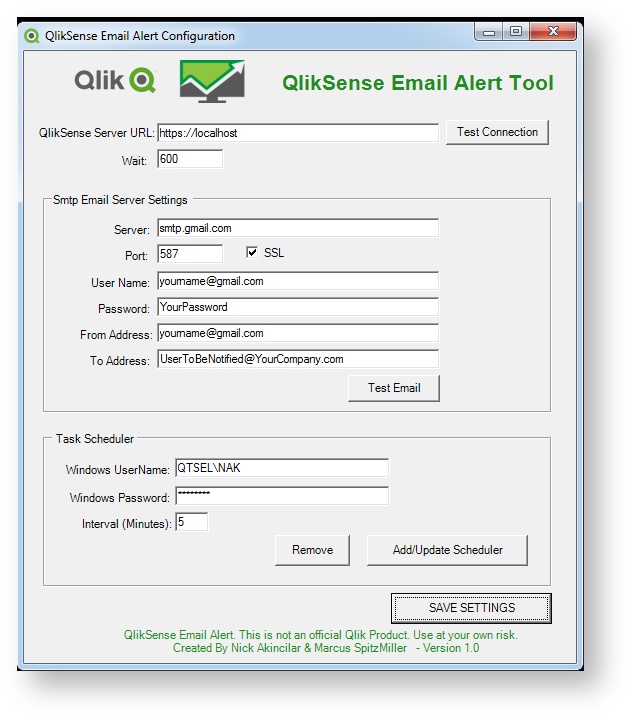 QlikSense Email Alert Configuration
Qlik Q QlikSense Email Alert Tool
QlikSense Server URL: https://localhost Test Connection
Wait: 600
Smtp Email Server Settings
Server: smtp.gmail.com
Port: 587 SSL
User Name: yourname@gmail.com
Password: YourPassword
From Address: yourname@gmail.com
To Address: UserToBeNotified@YourCompany.com
Test Email
Task Scheduler
Windows UserName: QTSEL\NAK
Windows Password: ********
Interval (Minutes): 5
Remove Add/Update Scheduler
SAVE SETTINGS
QlikSense Email Alert. This is not an official Qlik Product. Use at your own risk.
Created By Nick Akincilar & Marcus SpitzMiller - Version 1.0